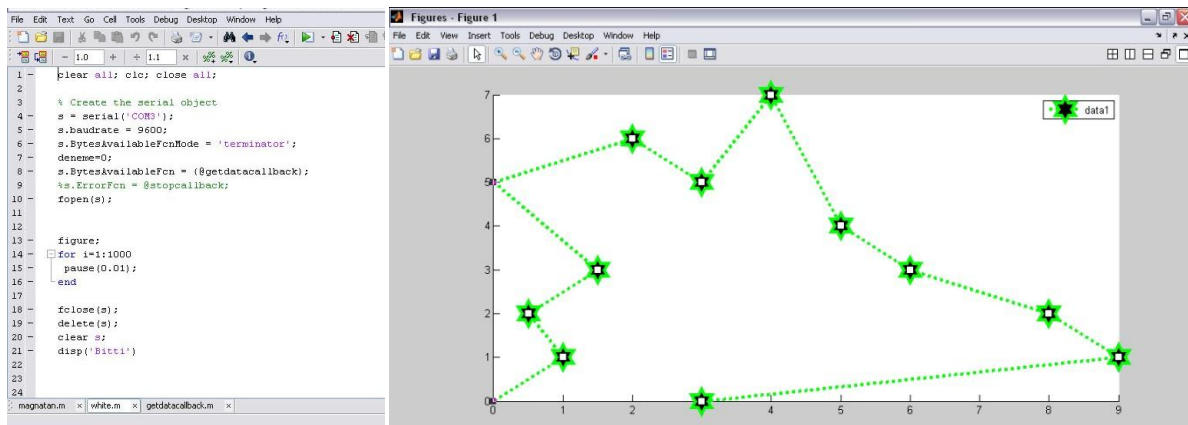 File Edit Text Go Cell Tools Debug Desktop Window Help
1.0 1.1
1 clear all; clc; close all;
2
3 % Create the serial object
4 s = serial('COM3');
5 s.baudrate = 9600;
6 s.BytesAvailableFcnMode = 'terminator';
7 deneme=0;
8 s.BytesAvailableFcn = {@getdatacallback};
9 %s.ErrorFcn = @stopcallback;
10 fopen(s);
11
12
13 figure;
14 for i=1:1000
15 pause(0.01);
16 end
17
18 fclose(s);
19 delete(s);
20 clear s;
21 disp('Bitti')
22
23
24
magnatan.m white.m getdatacallback.m
Figures - Figure 1
File Edit View Insert Tools Debug Desktop Window Help
data1
7
6
5
4
3
2
1
0
0 1 2 3 4 5 6 7 8 9